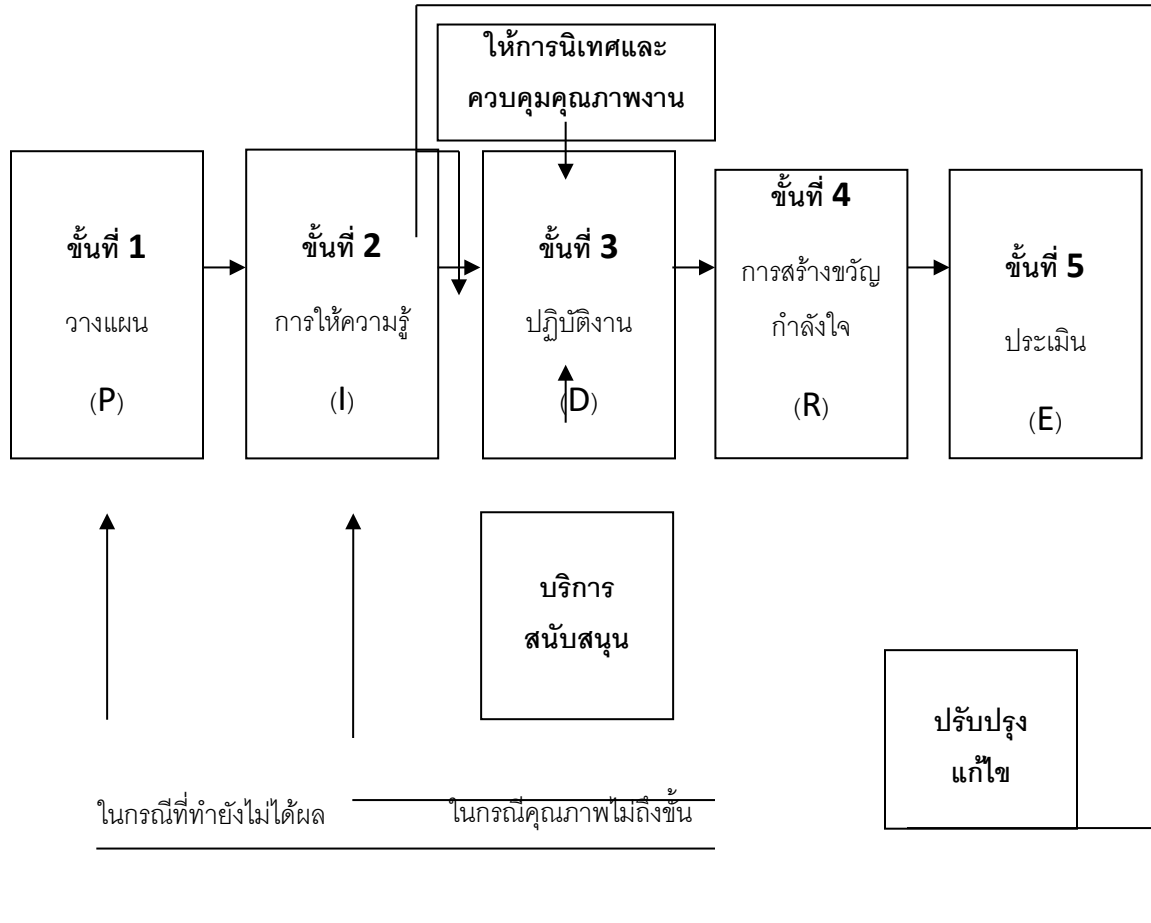 ให้การนิเทศและ
ควบคุมคุณภาพงาน
ขั้นที่ 1
วางแผน
(P)
ขั้นที่ 2
การให้ความรู้
(I)
ขั้นที่ 3
ปฏิบัติงาน
(D)
ขั้นที่ 4
การสร้างขวัญ
กำลังใจ
(R)
ขั้นที่ 5
ประเมิน
(E)
บริการ
สนับสนุน
ปรับปรุง
แก้ไข
ในกรณีที่ทำยังไม่ได้ผล
ในกรณีคุณภาพไม่ถึงขั้น